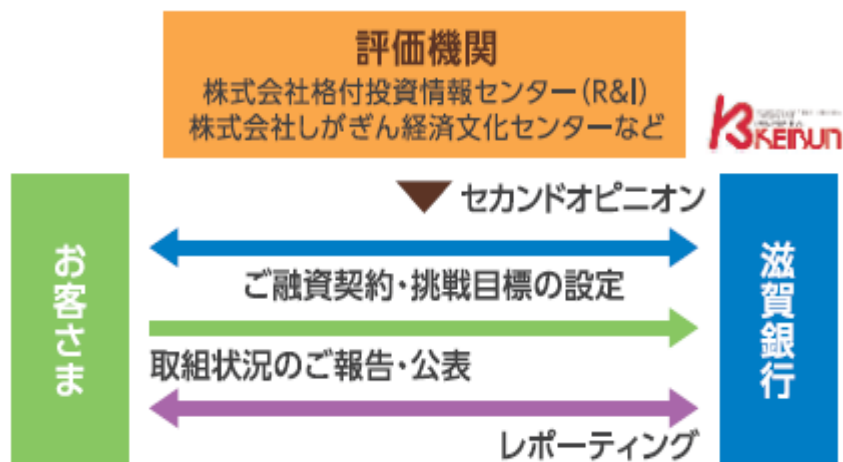 評価機関
株式会社格付投資情報センター(R&I)
株式会社しがぎん経済文化センターなど
KEIBUN
セカンドオピニオン
お客さま
滋賀銀行
ご融資契約・挑戦目標の設定
取組状況のご報告・公表
レポーティング